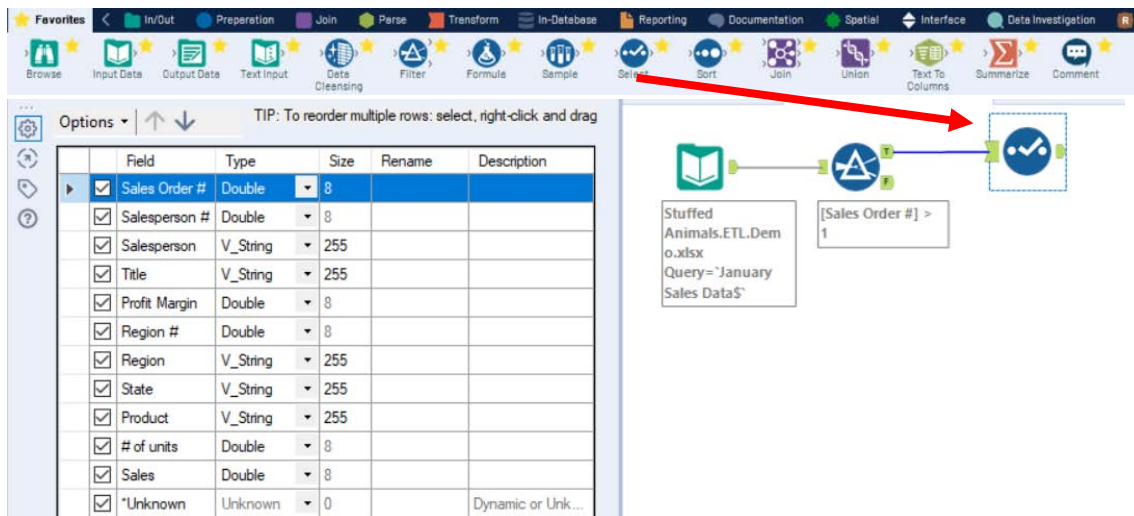 Favorites In/Out Preparation Join Parse Transform In-Database Reporting Documentation Spatial Interface Data Investigation R
Browse Input Data Output Data Text Input Data Cleansing Filter Formula Sample Select Sort Join Union Text To Columns Summarize Comment
Options TIP: To reorder multiple rows: select, right-click and drag
Field Type Size Rename Description
Sales Order # Double 8
Salesperson # Double 8
Salesperson V_String 255
Title V_String 255
Profit Margin Double 8
Region # Double 8
Region V_String 255
State V_String 255
Product V_String 255
# of units Double 8
Sales Double 8
*Unknown Unknown 0 Dynamic or Unk...
T
F
Stuffed
Animals.ETL.Dem
o.xlsx
Query=`January
Sales Data$`
[Sales Order #] >
1